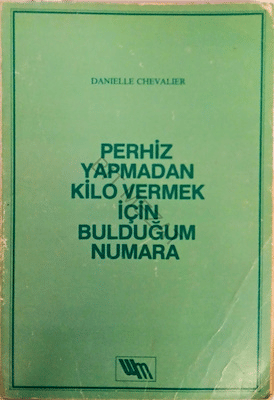 DANIELLE CHEVALIER
PERHİZ
YAPMADAN
KİLO VERMEK
İÇİN
BULDUĞUM
NUMARA